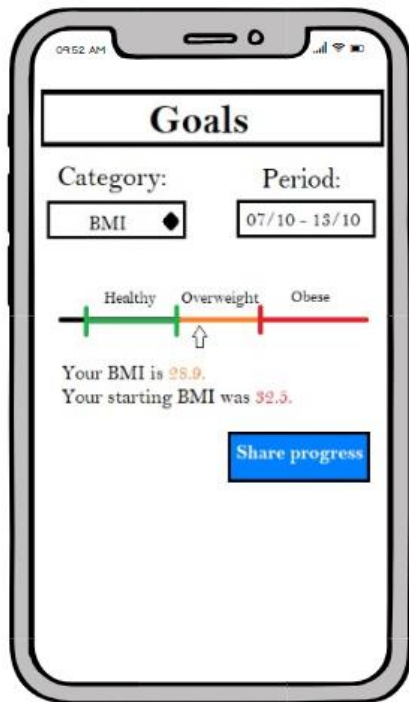 09:52 AM
Goals
Category: Period:
BMI 07/10 - 13/10
Healthy Overweight Obese
Your BMI is 28.9.
Your starting BMI was 32.5.
Share progress